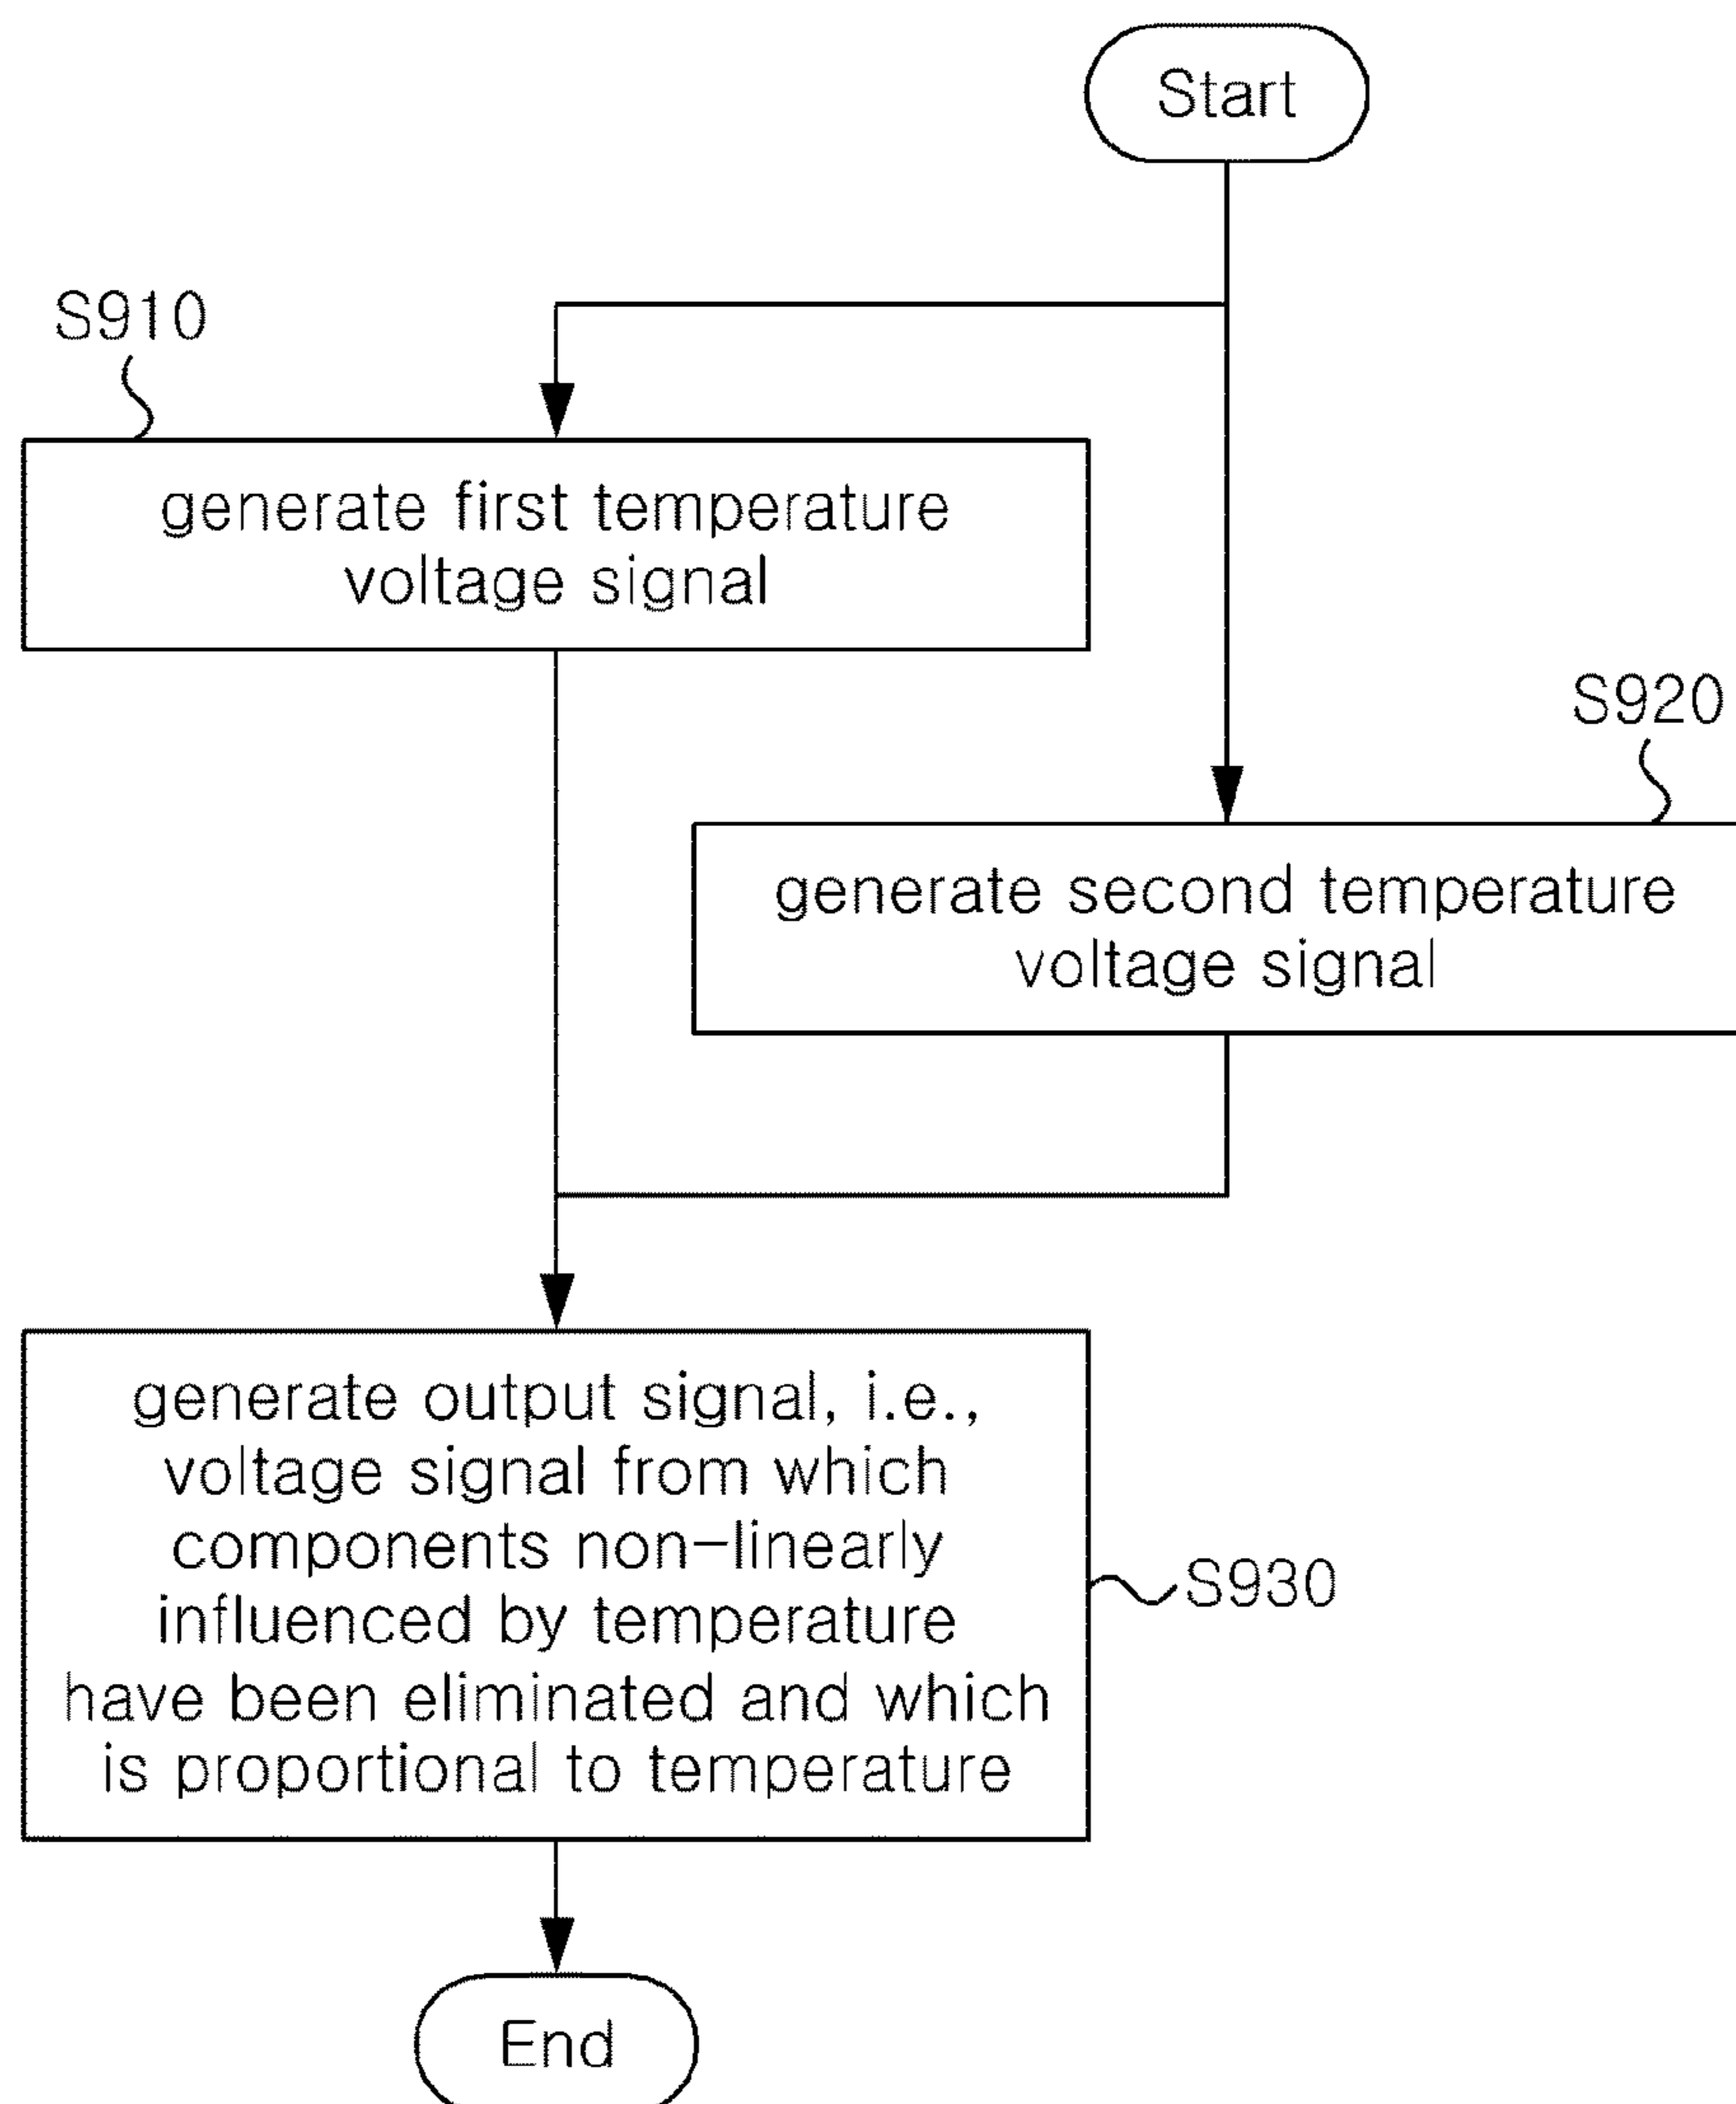 Start
S910
generate first temperature
voltage signal
S920
generate second temperature
voltage signal
generate output signal, i.e.,
voltage signal from which
components non-linearly
influenced by temperature
have been eliminated and which
is proportional to temperature
S930
End